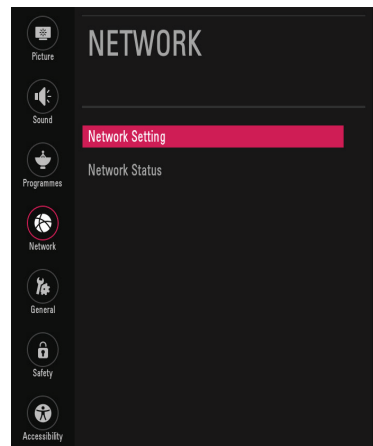 Picture
NETWORK
Sound
Network Setting
Programmes
Network Status
Network
General
Safety
Accessibility